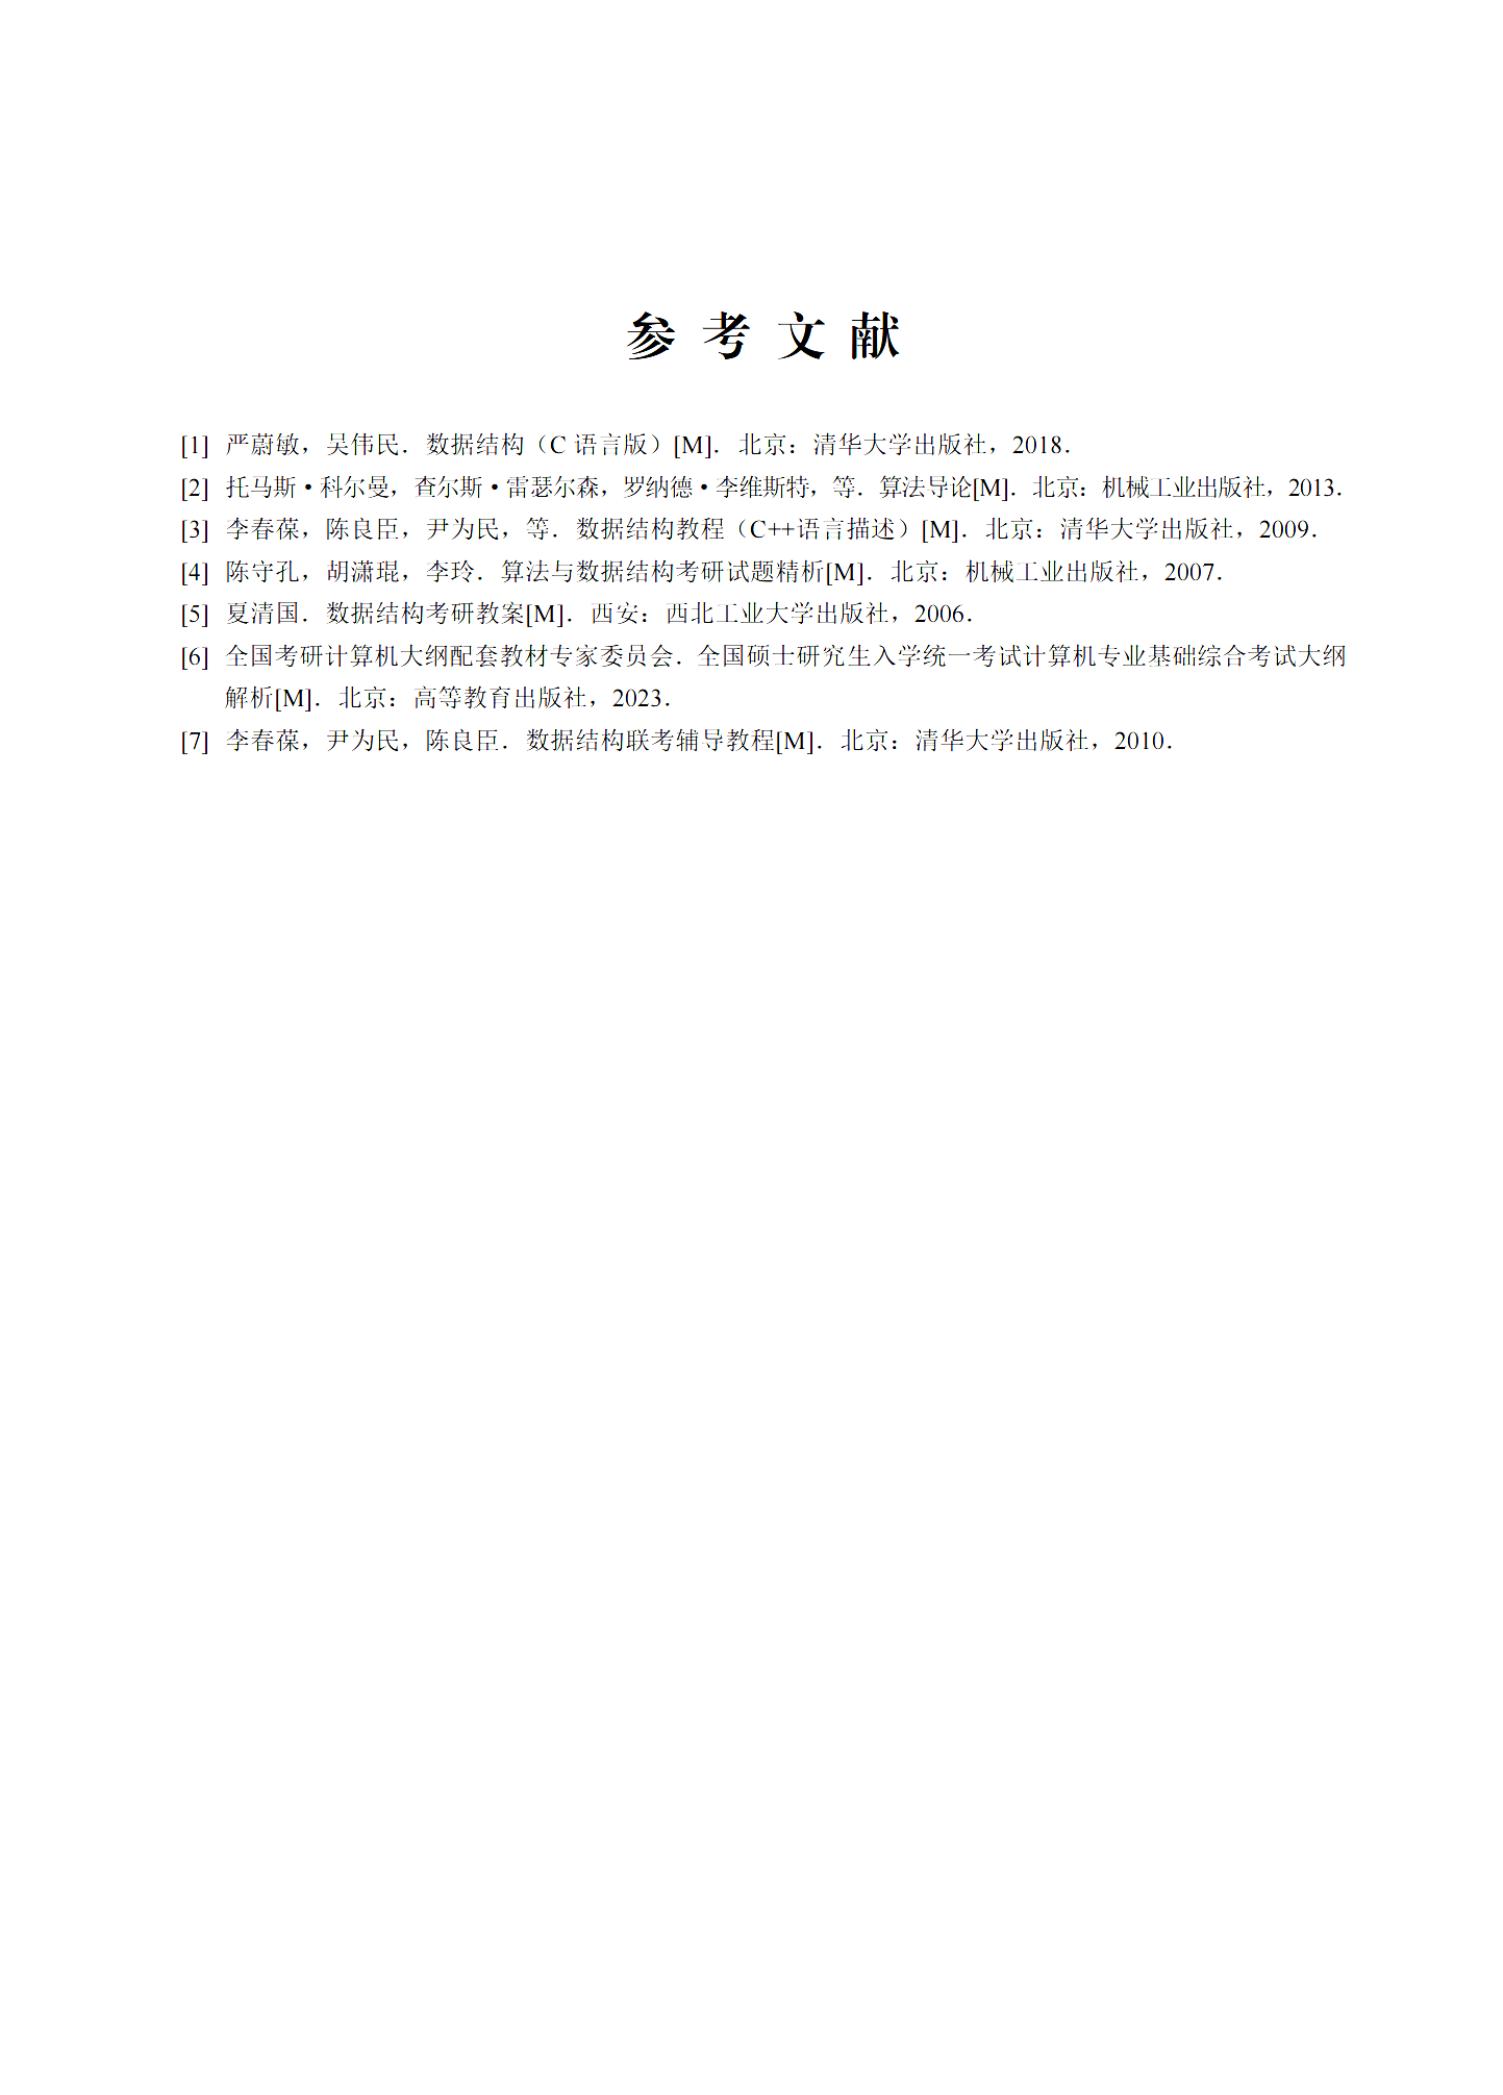 参 考 文 献
[1] 严蔚敏，吴伟民．数据结构（C 语言版）[M]．北京：清华大学出版社，2018．
[2] 托马斯·科尔曼，查尔斯·雷瑟尔森，罗纳德·李维斯特，等．算法导论[M]．北京：机械工业出版社，2013．
[3] 李春葆，陈良臣，尹为民，等．数据结构教程（C++语言描述）[M]．北京：清华大学出版社，2009．
[4] 陈守孔，胡潇琨，李玲．算法与数据结构考研试题精析[M]．北京：机械工业出版社，2007．
[5] 夏清国．数据结构考研教案[M]．西安：西北工业大学出版社，2006．
[6] 全国考研计算机大纲配套教材专家委员会．全国硕士研究生入学统一考试计算机专业基础综合考试大纲
解析[M]．北京：高等教育出版社，2023．
[7] 李春葆，尹为民，陈良臣．数据结构联考辅导教程[M]．北京：清华大学出版社，2010．